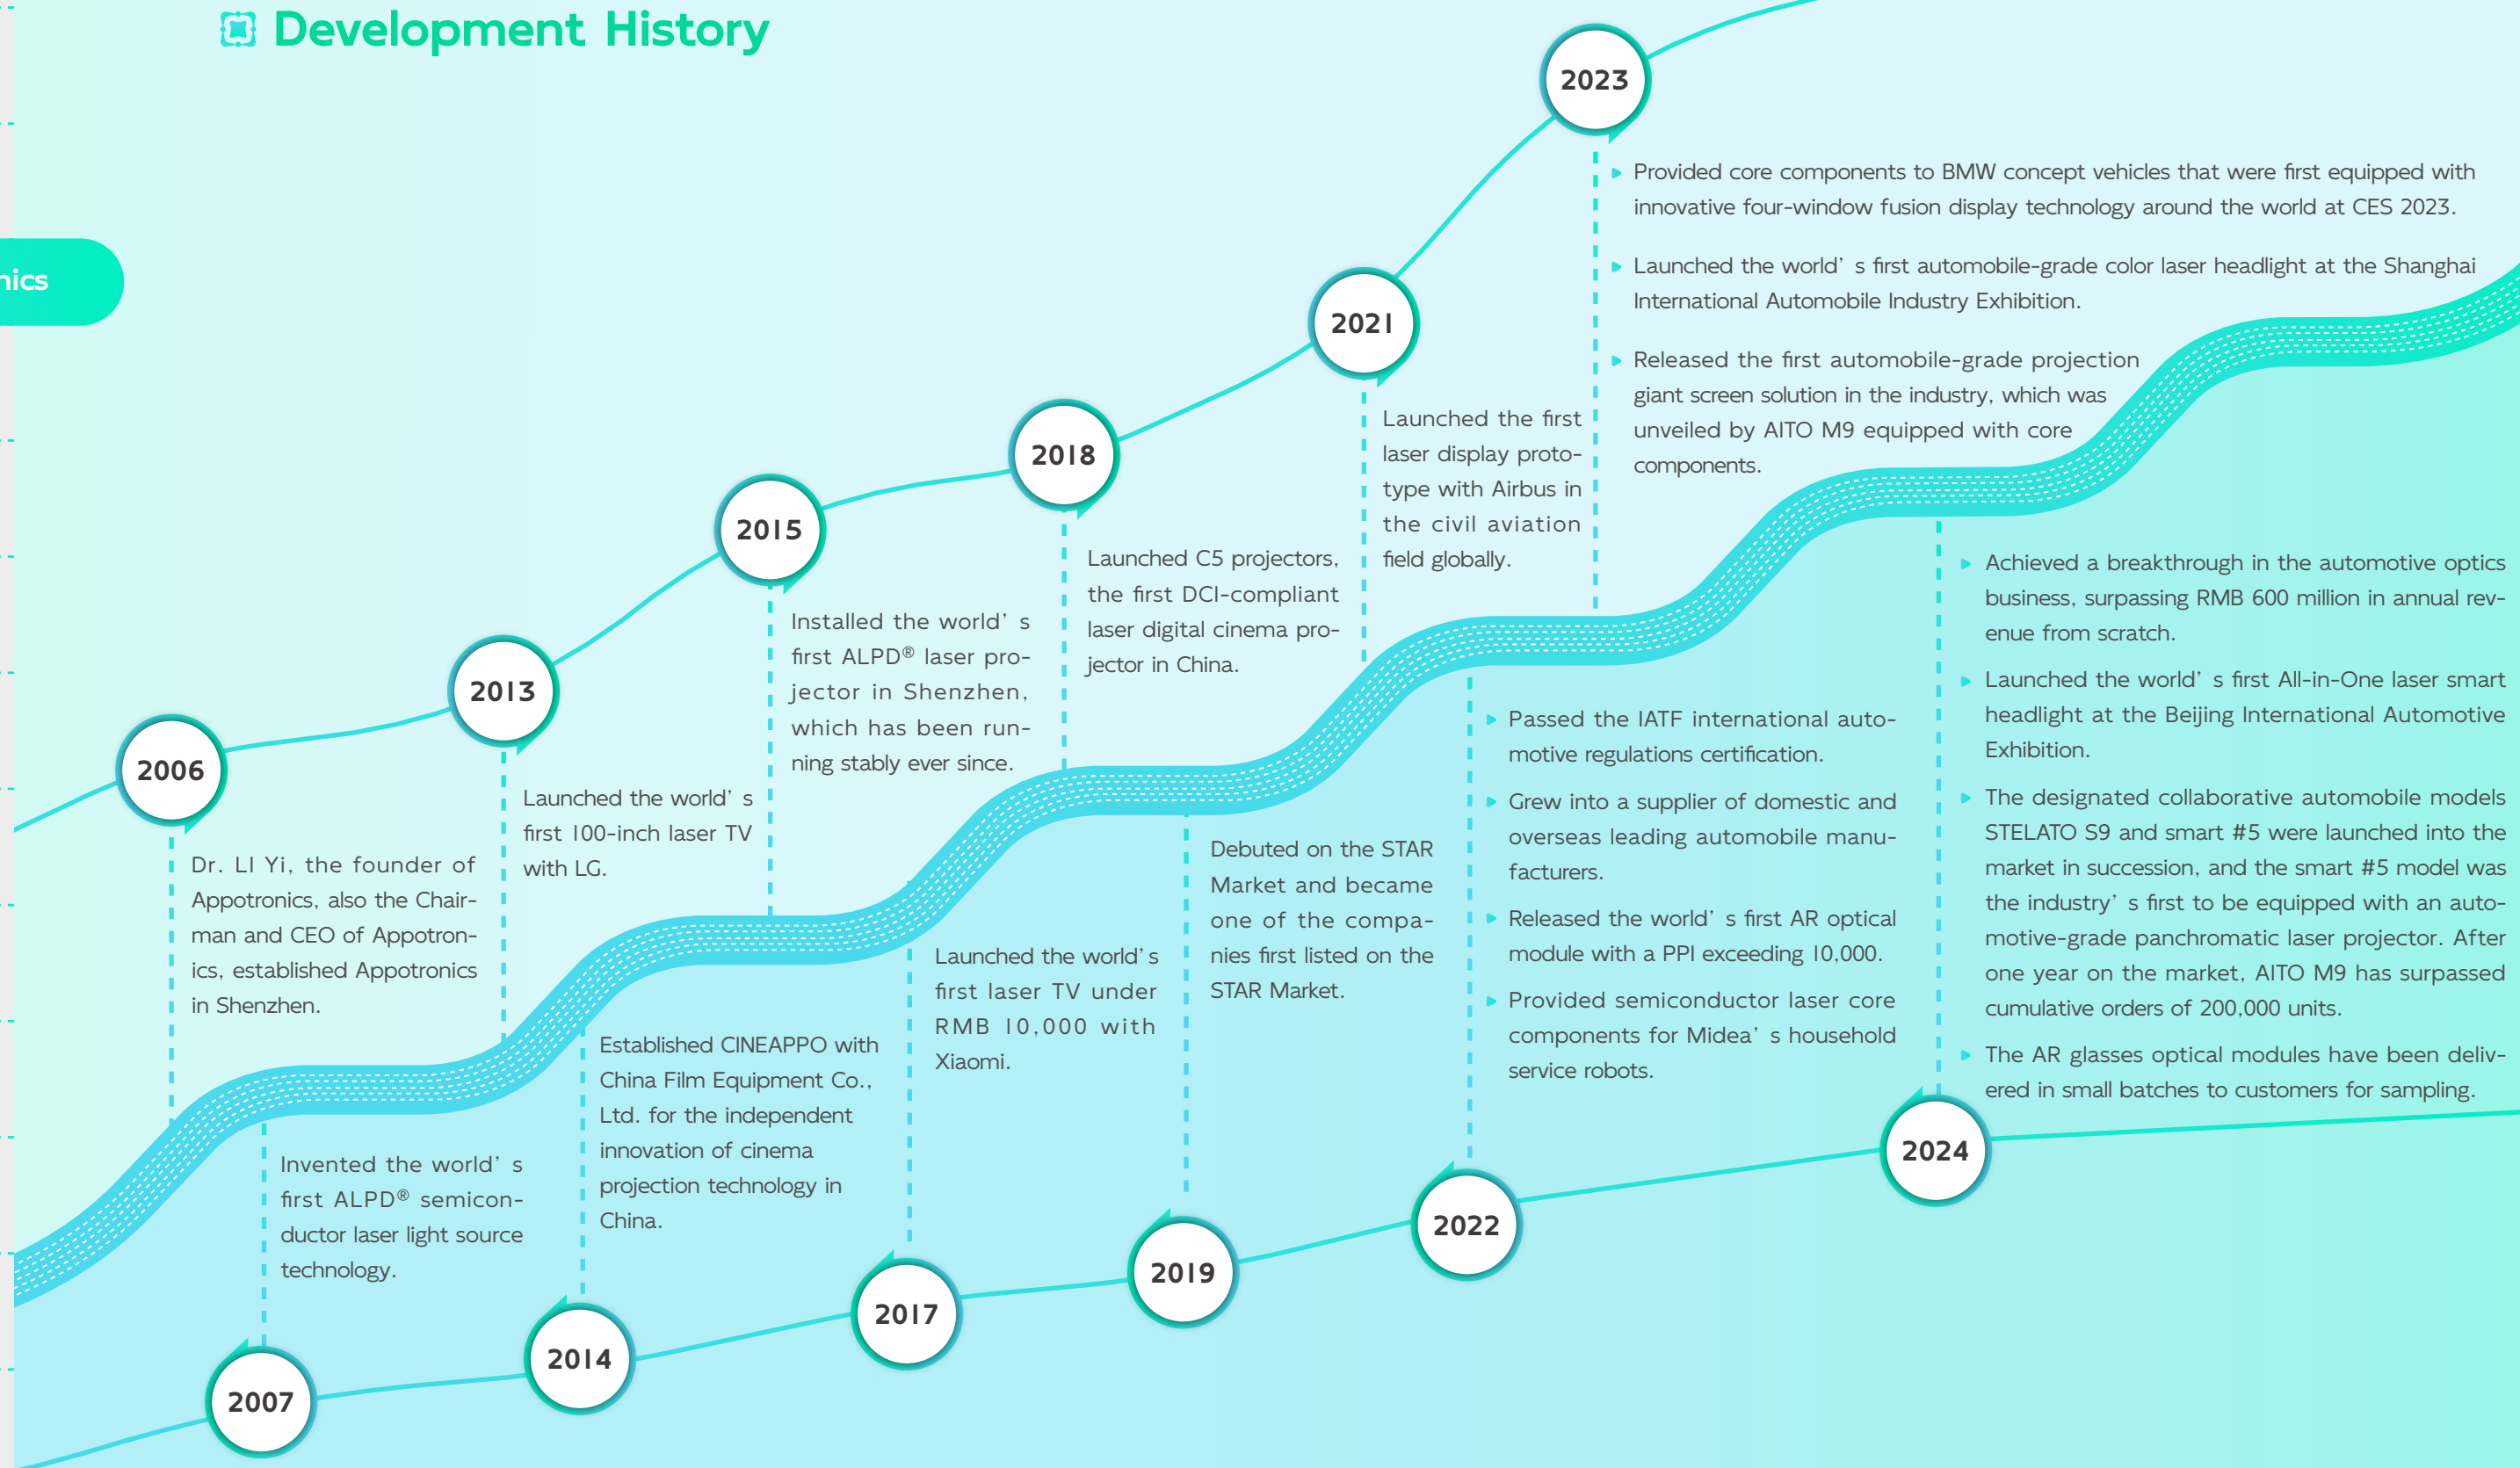 Development History
nics
2006
Dr. LI Yi, the founder of
Appotronics, also the Chair-
man and CEO of Appotron-
ics, established Appotronics
in Shenzhen.
2007
Invented the world’ s
first ALPD® semicon-
ductor laser light source
technology.
2013
Launched the world’ s
first 100-inch laser TV
with LG.
2014
Established CINEAPPO with
China Film Equipment Co.,
Ltd. for the independent
innovation of cinema
projection technology in
China.
2015
Installed the world’ s
first ALPD® laser pro-
jector in Shenzhen,
which has been run-
ning stably ever since.
2017
Launched the world’ s
first laser TV under
RMB 10,000 with
Xiaomi.
2018
Launched C5 projectors,
the first DCI-compliant
laser digital cinema pro-
jector in China.
2019
Debuted on the STAR
Market and became
one of the compa-
nies first listed on the
STAR Market.
2021
Launched the first
laser display proto-
type with Airbus in
the civil aviation
field globally.
2022
Passed the IATF international auto-
motive regulations certification.
Grew into a supplier of domestic and
overseas leading automobile manu-
facturers.
Released the world’ s first AR optical
module with a PPI exceeding 10,000.
Provided semiconductor laser core
components for Midea’ s household
service robots.
2023
Provided core components to BMW concept vehicles that were first equipped with
innovative four-window fusion display technology around the world at CES 2023.
Launched the world’ s first automobile-grade color laser headlight at the Shanghai
International Automobile Industry Exhibition.
Released the first automobile-grade projection
giant screen solution in the industry, which was
unveiled by AITO M9 equipped with core
components.
2024
Achieved a breakthrough in the automotive optics
business, surpassing RMB 600 million in annual rev-
enue from scratch.
Launched the world’ s first All-in-One laser smart
headlight at the Beijing International Automotive
Exhibition.
The designated collaborative automobile models
STELATO S9 and smart #5 were launched into the
market in succession, and the smart #5 model was
the industry’ s first to be equipped with an auto-
motive-grade panchromatic laser projector. After
one year on the market, AITO M9 has surpassed
cumulative orders of 200,000 units.
The AR glasses optical modules have been deliv-
ered in small batches to customers for sampling.